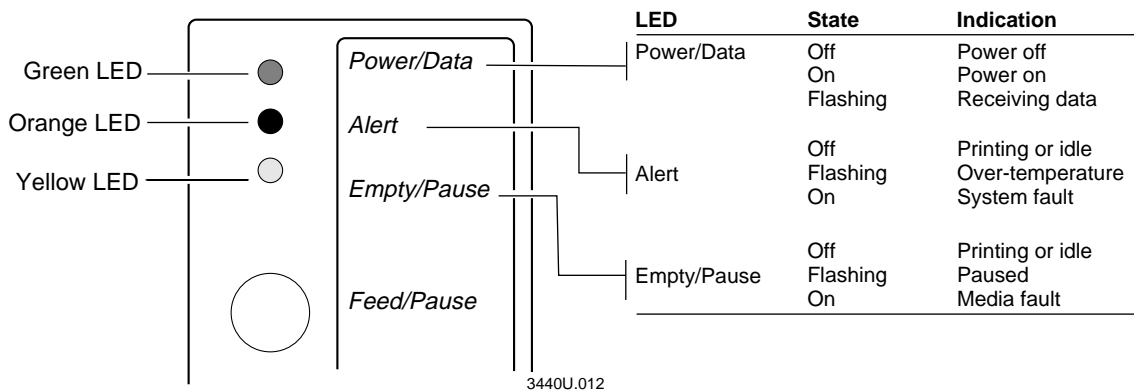 Green LED
Orange LED
Yellow LED
Power/Data
Alert
Empty/Pause
Feed/Pause
LED State Indication
Power/Data Off Power off
On Power on
Flashing Receiving data
Off Printing or idle
Alert Flashing Over-temperature
On System fault
Off Printing or idle
Empty/Pause Flashing Paused
On Media fault
3440U.012